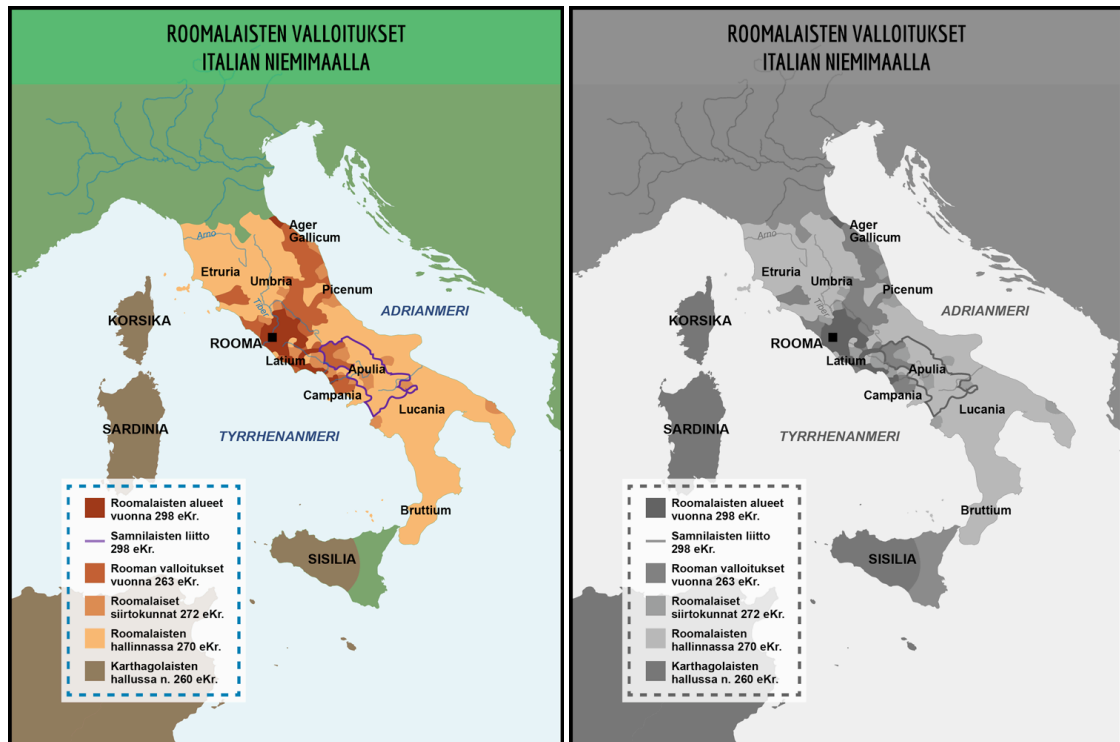 ROOMALAISTEN VALLOITUKSET
ITALIAN NIEMIMAALLA
Ager
Gallicum
Arno
Etruria
Umbria
Picenum
Tiber
ADRIANMERI
KORSIKA
ROOMA
Latium
Apulia
Campania
Lucania
SARDINIA
TYRRHENANMERI
Bruttium
SISILIA
Roomalaisten alueet
vuonna 298 eKr.
Samnilaisten liitto
298 eKr.
Rooman valloitukset
vuonna 263 eKr.
Roomalaiset
siirtokunnat 272 eKr.
Roomalaisten
hallinnassa 270 eKr.
Karthagolaisten
hallussa n. 260 eKr.
ROOMALAISTEN VALLOITUKSET
ITALIAN NIEMIMAALLA
Ager
Gallicum
Arno
Etruria
Umbria
Picenum
Tiber
ADRIANMERI
KORSIKA
ROOMA
Latium
Apulia
Campania
Lucania
SARDINIA
TYRRHENANMERI
Bruttium
SISILIA
Roomalaisten alueet
vuonna 298 eKr.
Samnilaisten liitto
298 eKr.
Rooman valloitukset
vuonna 263 eKr.
Roomalaiset
siirtokunnat 272 eKr.
Roomalaisten
hallinnassa 270 eKr.
Karthagolaisten
hallussa n. 260 eKr.